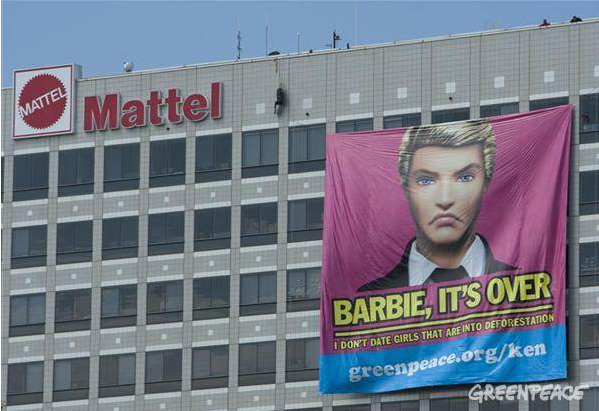 MATTEL
Mattel
BARBIE, IT'S OVER
I DON'T DATE GIRLS THAT ARE INTO DEFORESTATION
greenpeace.org/ken
GREENPEACE